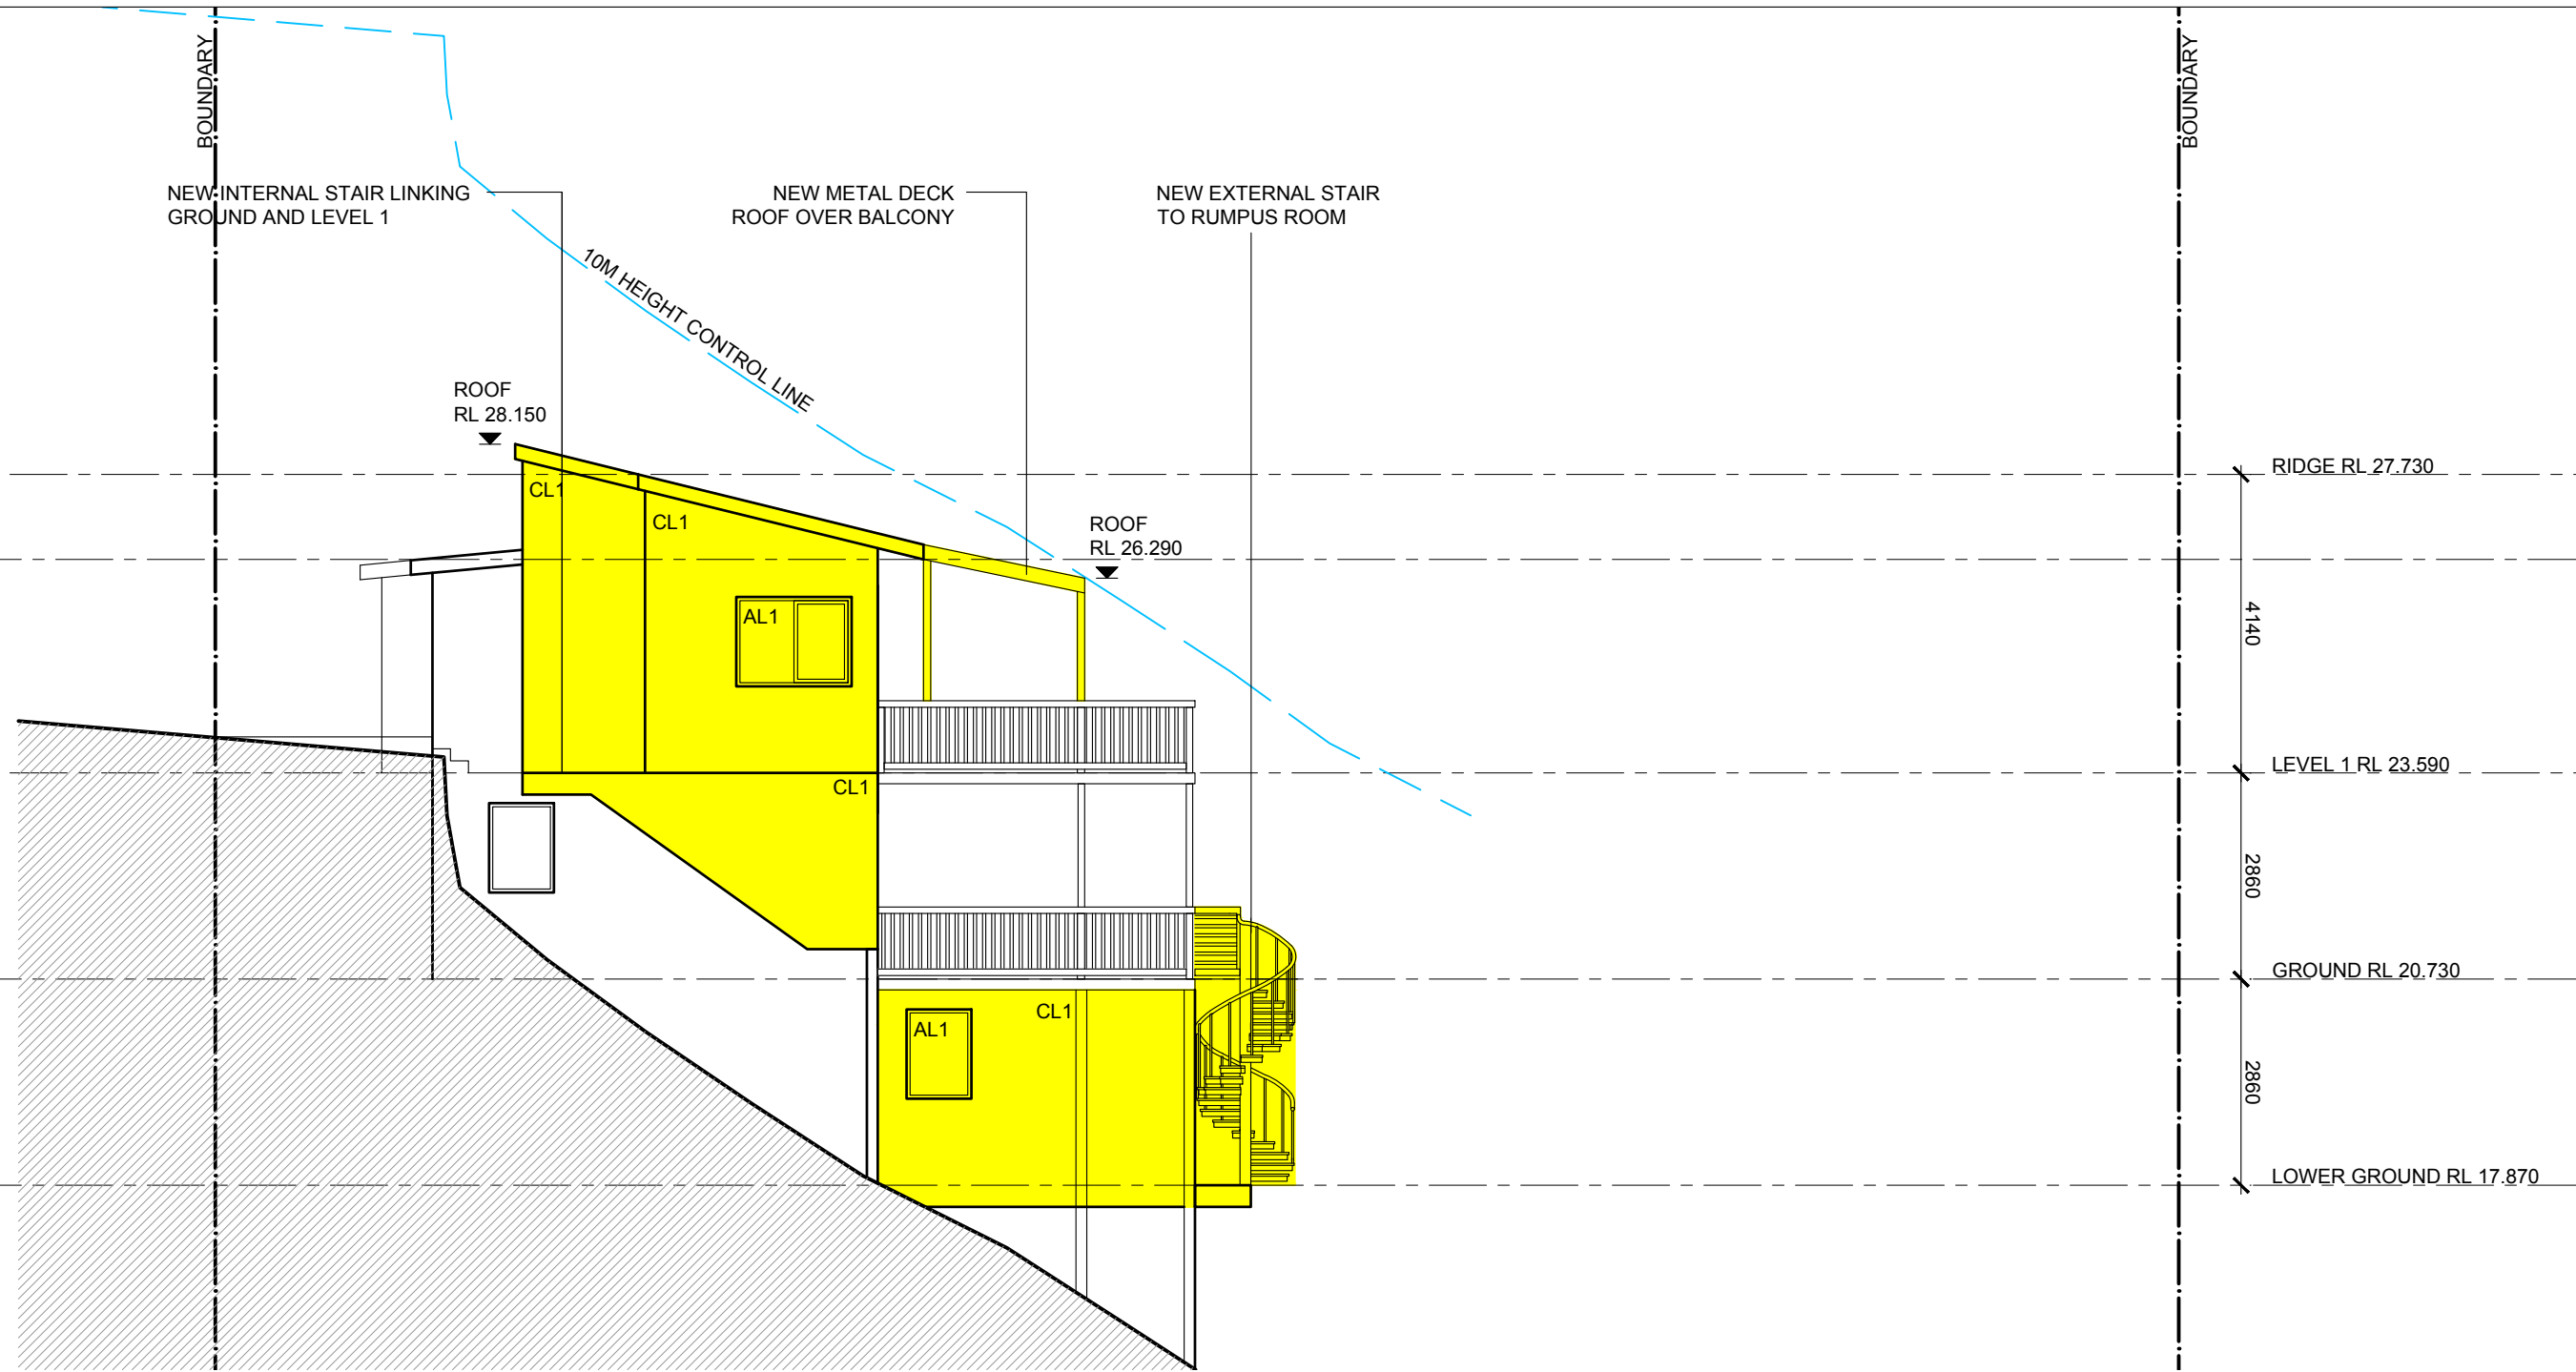 BOUNDARY
BOUNDARY
NEW INTERNAL STAIR LINKING
GROUND AND LEVEL 1
NEW METAL DECK
ROOF OVER BALCONY
NEW EXTERNAL STAIR
TO RUMPUS ROOM
10M HEIGHT CONTROL LINE
ROOF
RL 28.150
RIDGE RL 27.730
CL1
CL1
ROOF
RL 26.290
AL1
4140
LEVEL 1 RL 23.590
CL1
2860
GROUND RL 20.730
CL1
AL1
2860
LOWER GROUND RL 17.870